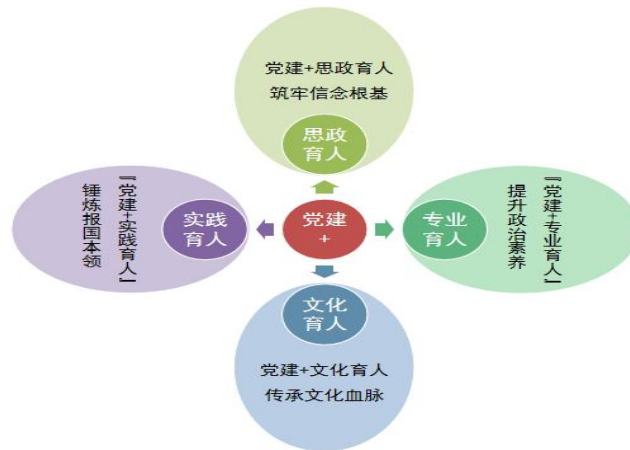 党建+思政育人
筑牢信念根基
思政
育人
『党建+实践育人』
锤炼报国本领
实践
育人
党建
+
专业
育人
『党建+专业育人』
提升政治素养
文化
育人
党建+文化育人
传承文化血脉